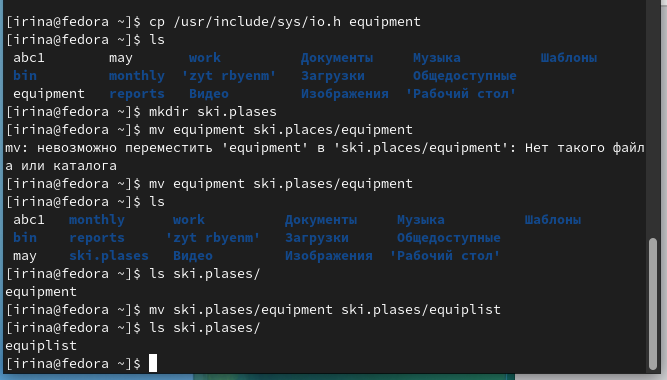 [irina@fedora ~]$ cp /usr/include/sys/io.h equipment
[irina@fedora ~]$ ls
abc1 may work Документы Музыка Шаблоны
bin monthly 'zyt rbyenm' Загрузки Общедоступные
equipment reports Видео Изображения 'Рабочий стол'
[irina@fedora ~]$ mkdir ski.plases
[irina@fedora ~]$ mv equipment ski.places/equipment
mv: невозможно переместить 'equipment' в 'ski.places/equipment': Нет такого файл
а или каталога
[irina@fedora ~]$ mv equipment ski.plases/equipment
[irina@fedora ~]$ ls
abc1 monthly work Документы Музыка Шаблоны
bin reports 'zyt rbyenm' Загрузки Общедоступные
may ski.plases Видео Изображения 'Рабочий стол'
[irina@fedora ~]$ ls ski.plases/
equipment
[irina@fedora ~]$ mv ski.plases/equipment ski.plases/equiplist
[irina@fedora ~]$ ls ski.plases/
equiplist
[irina@fedora ~]$